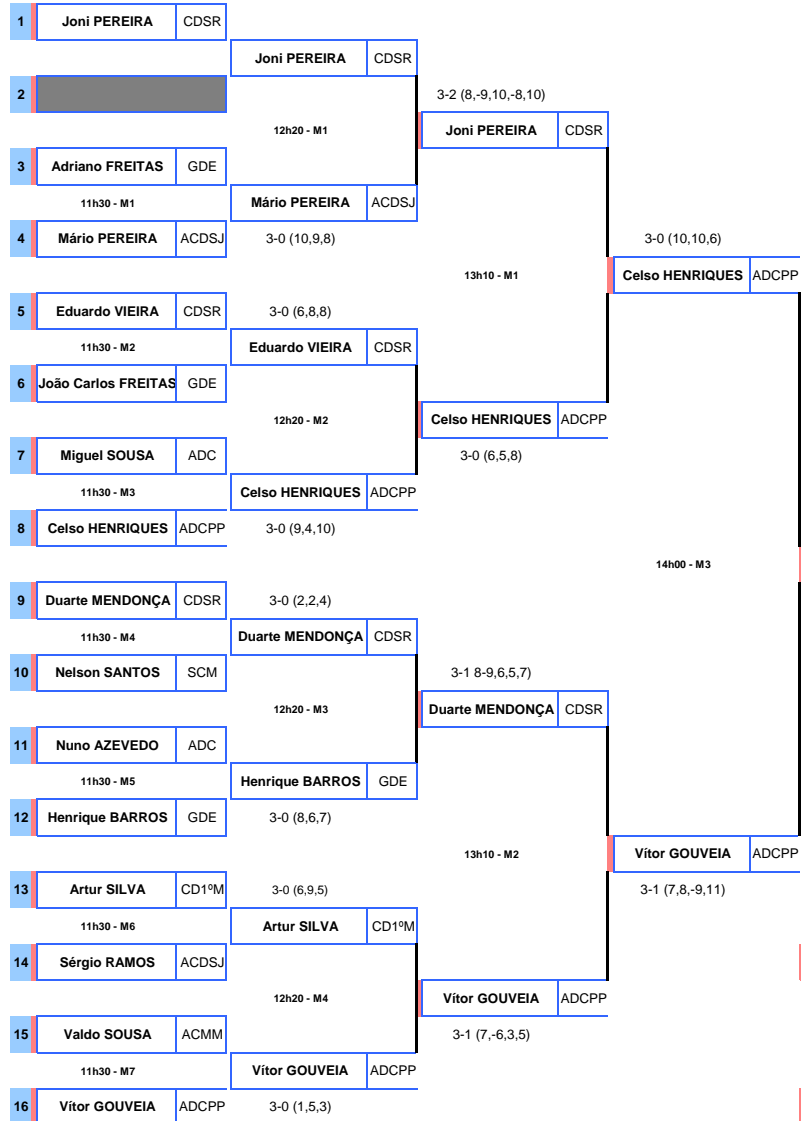 1 Joni PEREIRA CDSR
Joni PEREIRA CDSR
2 3-2 (8,-9,10,-8,10)
12h20 - M1 Joni PEREIRA CDSR
3 Adriano FREITAS GDE
11h30 - M1 Mário PEREIRA ACDSJ
4 Mário PEREIRA ACDSJ 3-0 (10,9,8) 3-0 (10,10,6)
13h10 - M1 Celso HENRIQUES ADCPP
5 Eduardo VIEIRA CDSR 3-0 (6,8,8)
11h30 - M2 Eduardo VIEIRA CDSR
6 João Carlos FREITAS GDE
12h20 - M2 Celso HENRIQUES ADCPP
7 Miguel SOUSA ADC 3-0 (6,5,8)
11h30 - M3 Celso HENRIQUES ADCPP
8 Celso HENRIQUES ADCPP 3-0 (9,4,10)
14h00 - M3
9 Duarte MENDONÇA CDSR 3-0 (2,2,4)
11h30 - M4 Duarte MENDONÇA CDSR
10 Nelson SANTOS SCM 3-1 8-9,6,5,7)
12h20 - M3 Duarte MENDONÇA CDSR
11 Nuno AZEVEDO ADC
11h30 - M5 Henrique BARROS GDE
12 Henrique BARROS GDE 3-0 (8,6,7)
13h10 - M2 Vítor GOUVEIA ADCPP
13 Artur SILVA CD1ºM 3-0 (6,9,5) 3-1 (7,8,-9,11)
11h30 - M6 Artur SILVA CD1ºM
14 Sérgio RAMOS ACDSJ
12h20 - M4 Vítor GOUVEIA ADCPP
15 Valdo SOUSA ACMM 3-1 (7,-6,3,5)
11h30 - M7 Vítor GOUVEIA ADCPP
16 Vítor GOUVEIA ADCPP 3-0 (1,5,3)